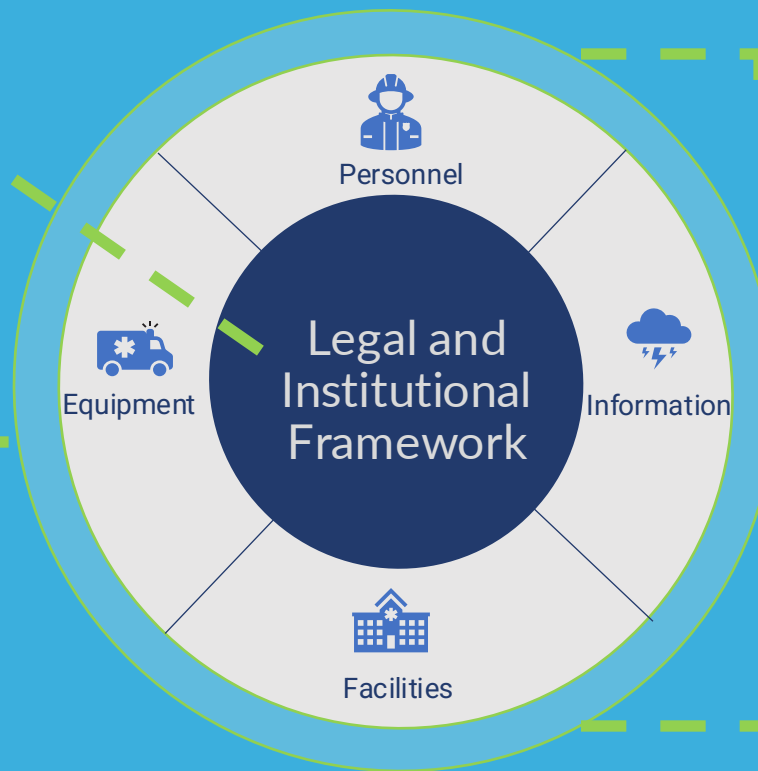 Personnel
Legal and
Institutional
Framework
Equipment
Information
Facilities